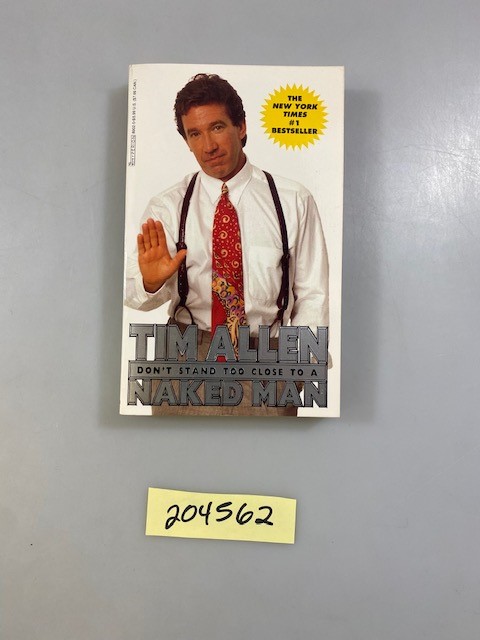 THE
NEW YORK
TIMES
#1
BESTSELLER
TIM ALLEN
DON'T STAND TOO CLOSE TO A
NAKED MAN
204562